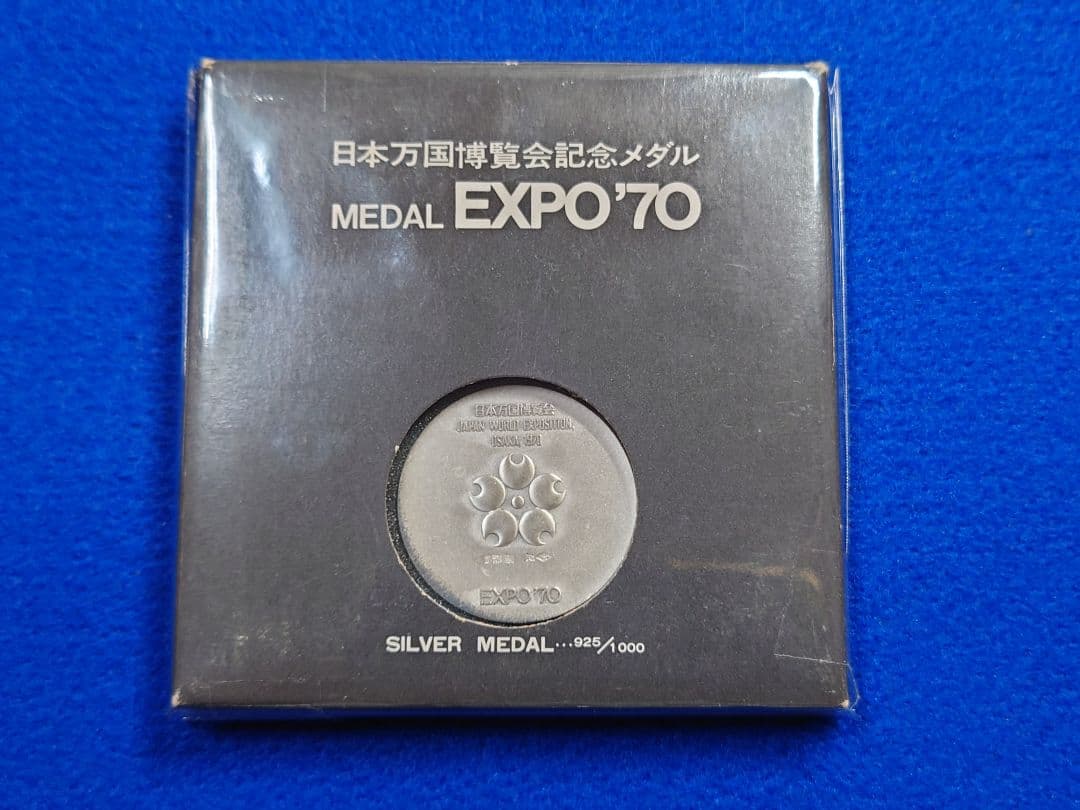 日本万国博覧会記念メダル
MEDAL EXPO'70
日本万国博覧会
JAPAN WORLD EXPOSITION,
OSAKA, 1970
EXPO'70
SILVER MEDAL...925/1000